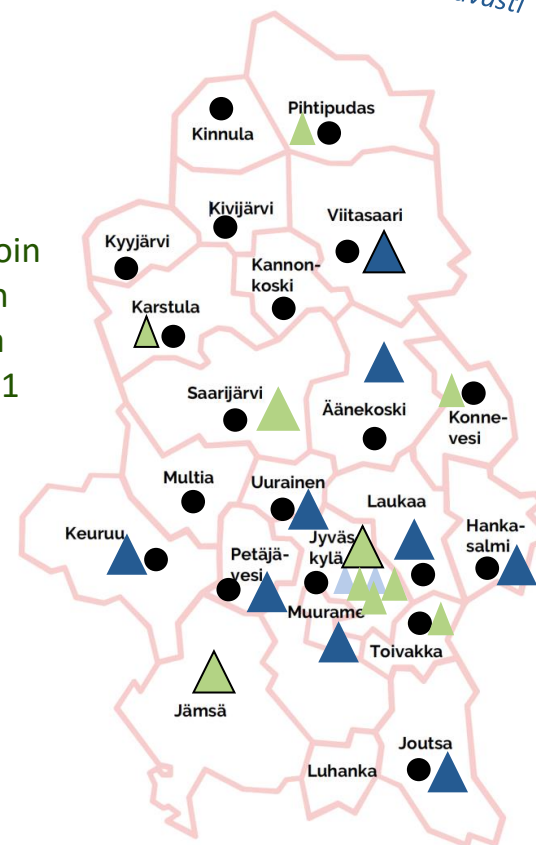 Pihtipudas
Kinnula
Kivijärvi
Viitasaari
Kyyjärvi
Kannon-
koski
Karstula
Saarijärvi
Äänekoski
Konne-
vesi
Multia
Uurainen
Laukaa
Keuruu
Petäjä-
vesi
Jyväs
kylä
Hanka-
salmi
Muurame
Toivakka
Jämsä
Joutsa
Luhanka
1